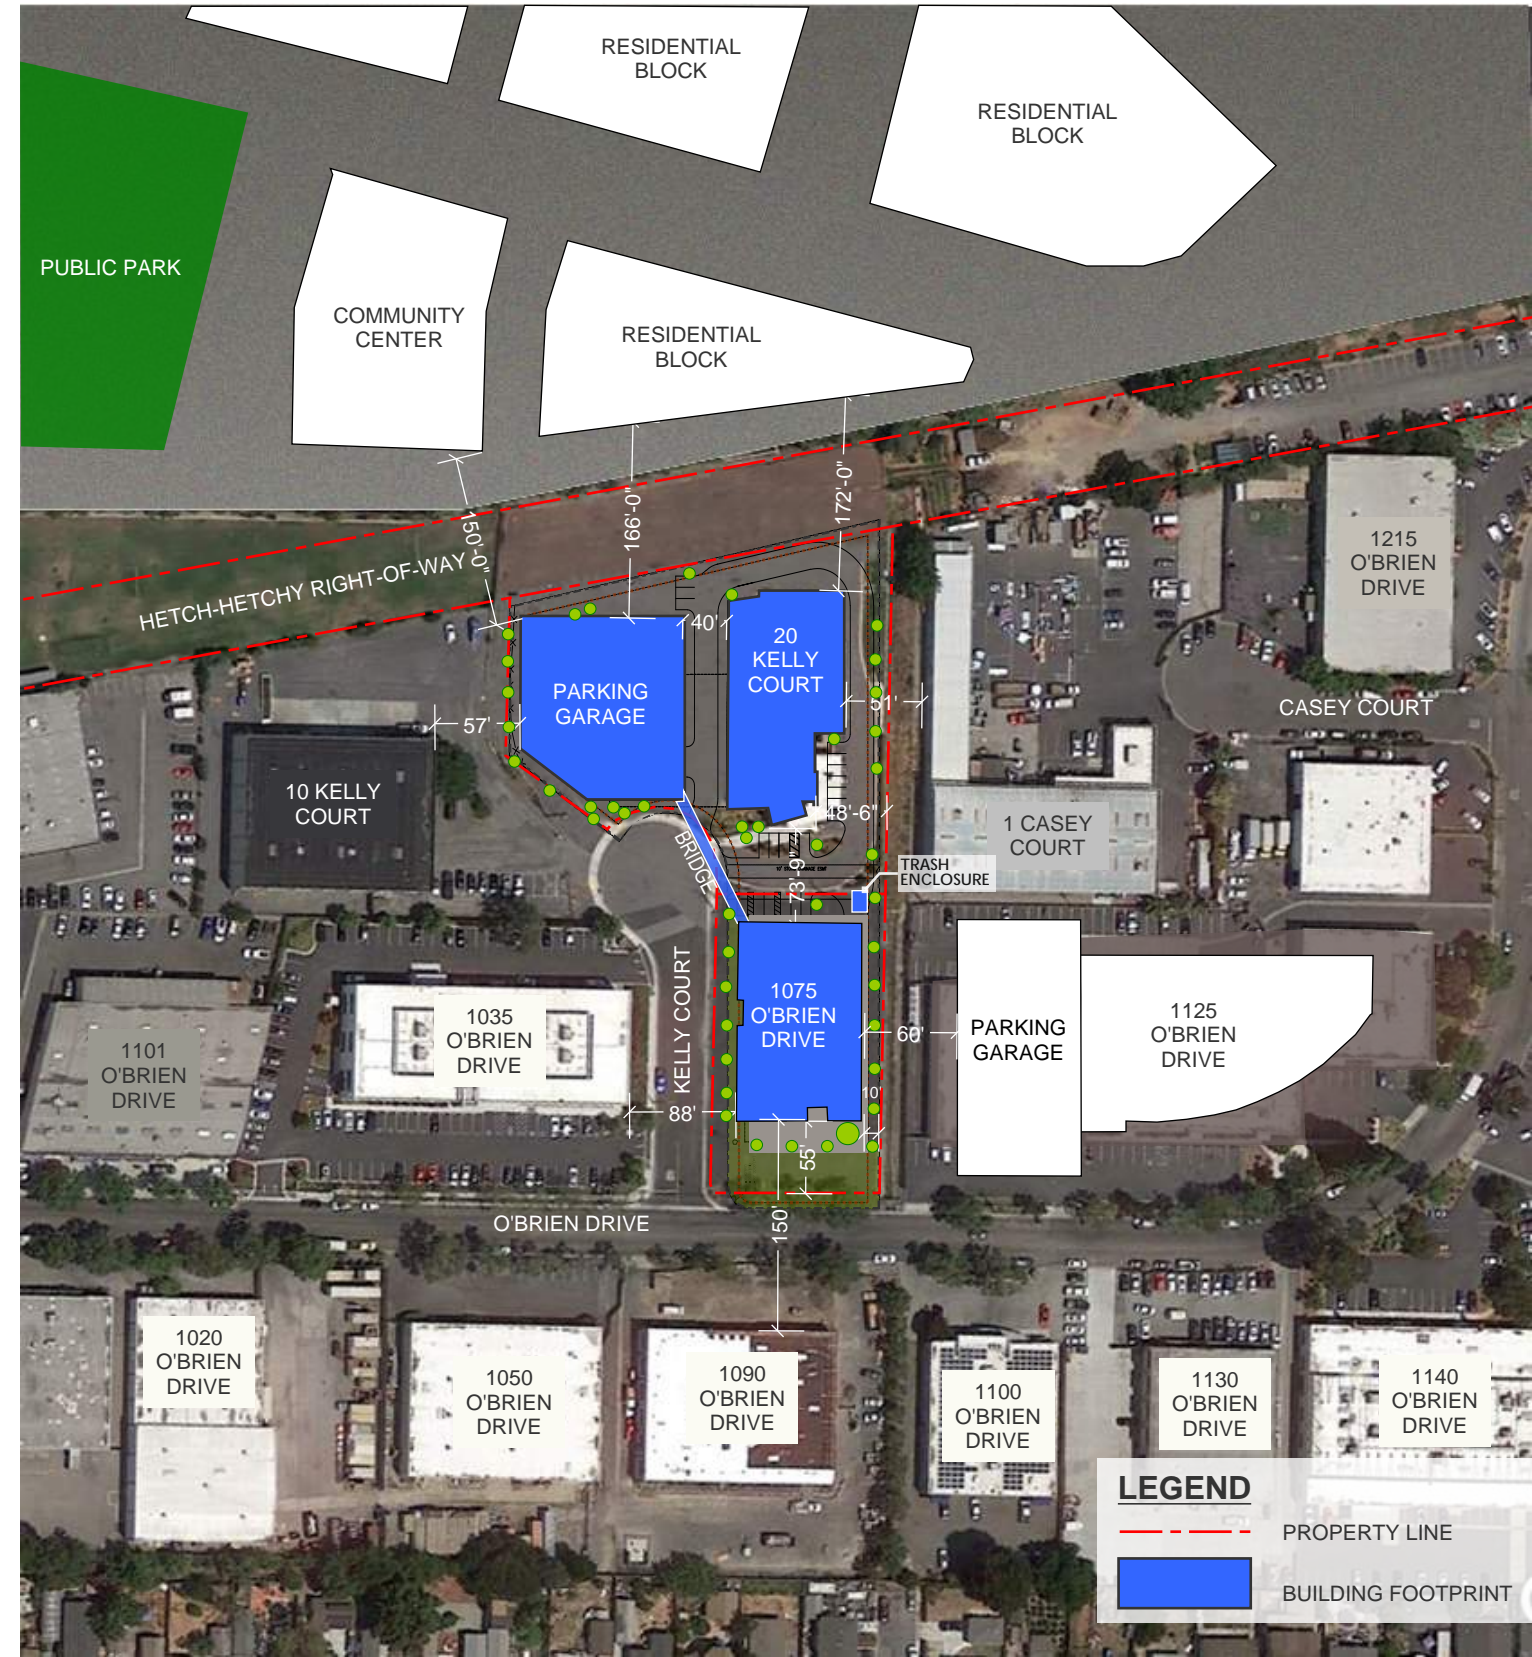 RESIDENTIAL
BLOCK
RESIDENTIAL
BLOCK
PUBLIC PARK
COMMUNITY
CENTER
RESIDENTIAL
BLOCK
150'-0"
166'-0"
172'-0"
HETCH-HETCHY RIGHT-OF-WAY
1215
O'BRIEN
DRIVE
40'
20
KELLY
COURT
PARKING
GARAGE
57'
51'
CASEY COURT
10 KELLY
COURT
48'-6"
1 CASEY
COURT
BRIDGE
73'-9"
TRASH
ENCLOSURE
KELLY COURT
1075
O'BRIEN
DRIVE
60'
PARKING
GARAGE
1125
O'BRIEN
DRIVE
1035
O'BRIEN
DRIVE
1101
O'BRIEN
DRIVE
88'
10'
55'
150'
O'BRIEN DRIVE
1020
O'BRIEN
DRIVE
1050
O'BRIEN
DRIVE
1090
O'BRIEN
DRIVE
1100
O'BRIEN
DRIVE
1130
O'BRIEN
DRIVE
1140
O'BRIEN
DRIVE
LEGEND
PROPERTY LINE
BUILDING FOOTPRINT